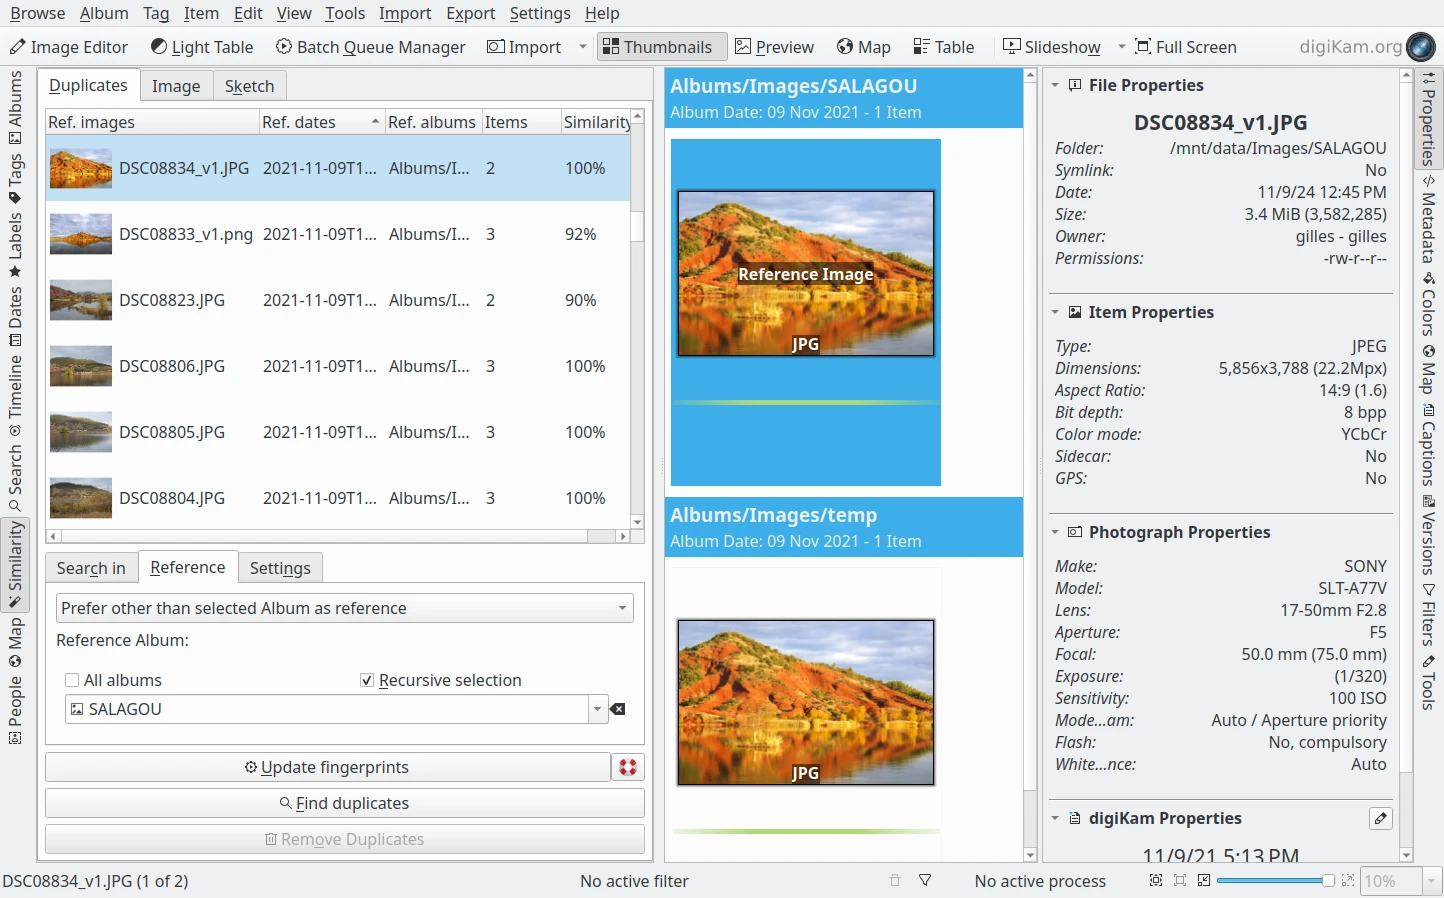 Browse Album Tag Item Edit View Tools Import Export Settings Help
Image Editor Light Table Batch Queue Manager Import Thumbnails Preview Map Table Slideshow Full Screen digiKam.org
Albums
Tags
Labels
Dates
Timeline
Search
Similarity
Map
People
Duplicates Image Sketch
Ref. images Ref. dates Ref. albums Items Similarity
DSC08834_v1.JPG 2021-11-09T1... Albums/I... 2 100%
DSC08833_v1.png 2021-11-09T1... Albums/I... 3 92%
DSC08823.JPG 2021-11-09T1... Albums/I... 2 90%
DSC08806.JPG 2021-11-09T1... Albums/I... 3 100%
DSC08805.JPG 2021-11-09T1... Albums/I... 3 100%
DSC08804.JPG 2021-11-09T1... Albums/I... 3 100%
Search in Reference Settings
Prefer other than selected Album as reference
Reference Album:
All albums Recursive selection
SALAGOU
Update fingerprints
Find duplicates
Remove Duplicates
Albums/Images/SALAGOU
Album Date: 09 Nov 2021 - 1 Item
Reference Image
JPG
Albums/Images/temp
Album Date: 09 Nov 2021 - 1 Item
JPG
File Properties
DSC08834_v1.JPG
Folder: /mnt/data/Images/SALAGOU
Symlink: No
Date: 11/9/24 12:45 PM
Size: 3.4 MiB (3,582,285)
Owner: gilles - gilles
Permissions: -rw-r--r--
Item Properties
Type: JPEG
Dimensions: 5,856x3,788 (22.2Mpx)
Aspect Ratio: 14:9 (1.6)
Bit depth: 8 bpp
Color mode: YCbCr
Sidecar: No
GPS: No
Photograph Properties
Make: SONY
Model: SLT-A77V
Lens: 17-50mm F2.8
Aperture: F5
Focal: 50.0 mm (75.0 mm)
Exposure: (1/320)
Sensitivity: 100 ISO
Mode...am: Auto / Aperture priority
Flash: No, compulsory
White...nce: Auto
digiKam Properties
11/9/21 5:13 PM
Properties
Metadata
Colors
Map
Captions
Versions
Filters
Tools
DSC08834_v1.JPG (1 of 2) No active filter No active process 10%